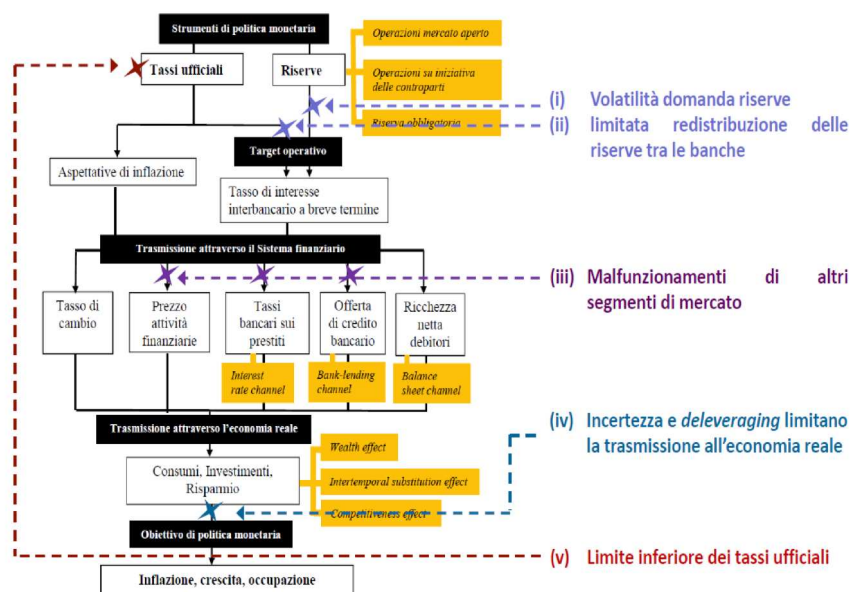 Strumenti di politica monetaria
Operazioni mercato aperto
Tassi ufficiali
Riserve
Operazioni su iniziativa
delle controparti
Riserva obbligatoria
(i) Volatilità domanda riserve
(ii) limitata redistribuzione delle
riserve tra le banche
Target operativo
Aspettative di inflazione
Tasso di interesse
interbancario a breve termine
Trasmissione attraverso il Sistema finanziario
(iii) Malfunzionamenti di altri
segmenti di mercato
Tasso di
cambio
Prezzo
attività
finanziarie
Tassi
bancari sui
prestiti
Offerta
di credito
bancario
Ricchezza
netta
debitori
Interest
rate channel
Bank-lending
channel
Balance
sheet channel
Trasmissione attraverso l'economia reale
(iv) Incertezza e deleveraging limitano
la trasmissione all'economia reale
Wealth effect
Consumi, Investimenti,
Risparmio
Intertemporal substitution effect
Competitiveness effect
Obiettivo di politica monetaria
(v) Limite inferiore dei tassi ufficiali
Inflazione, crescita, occupazione